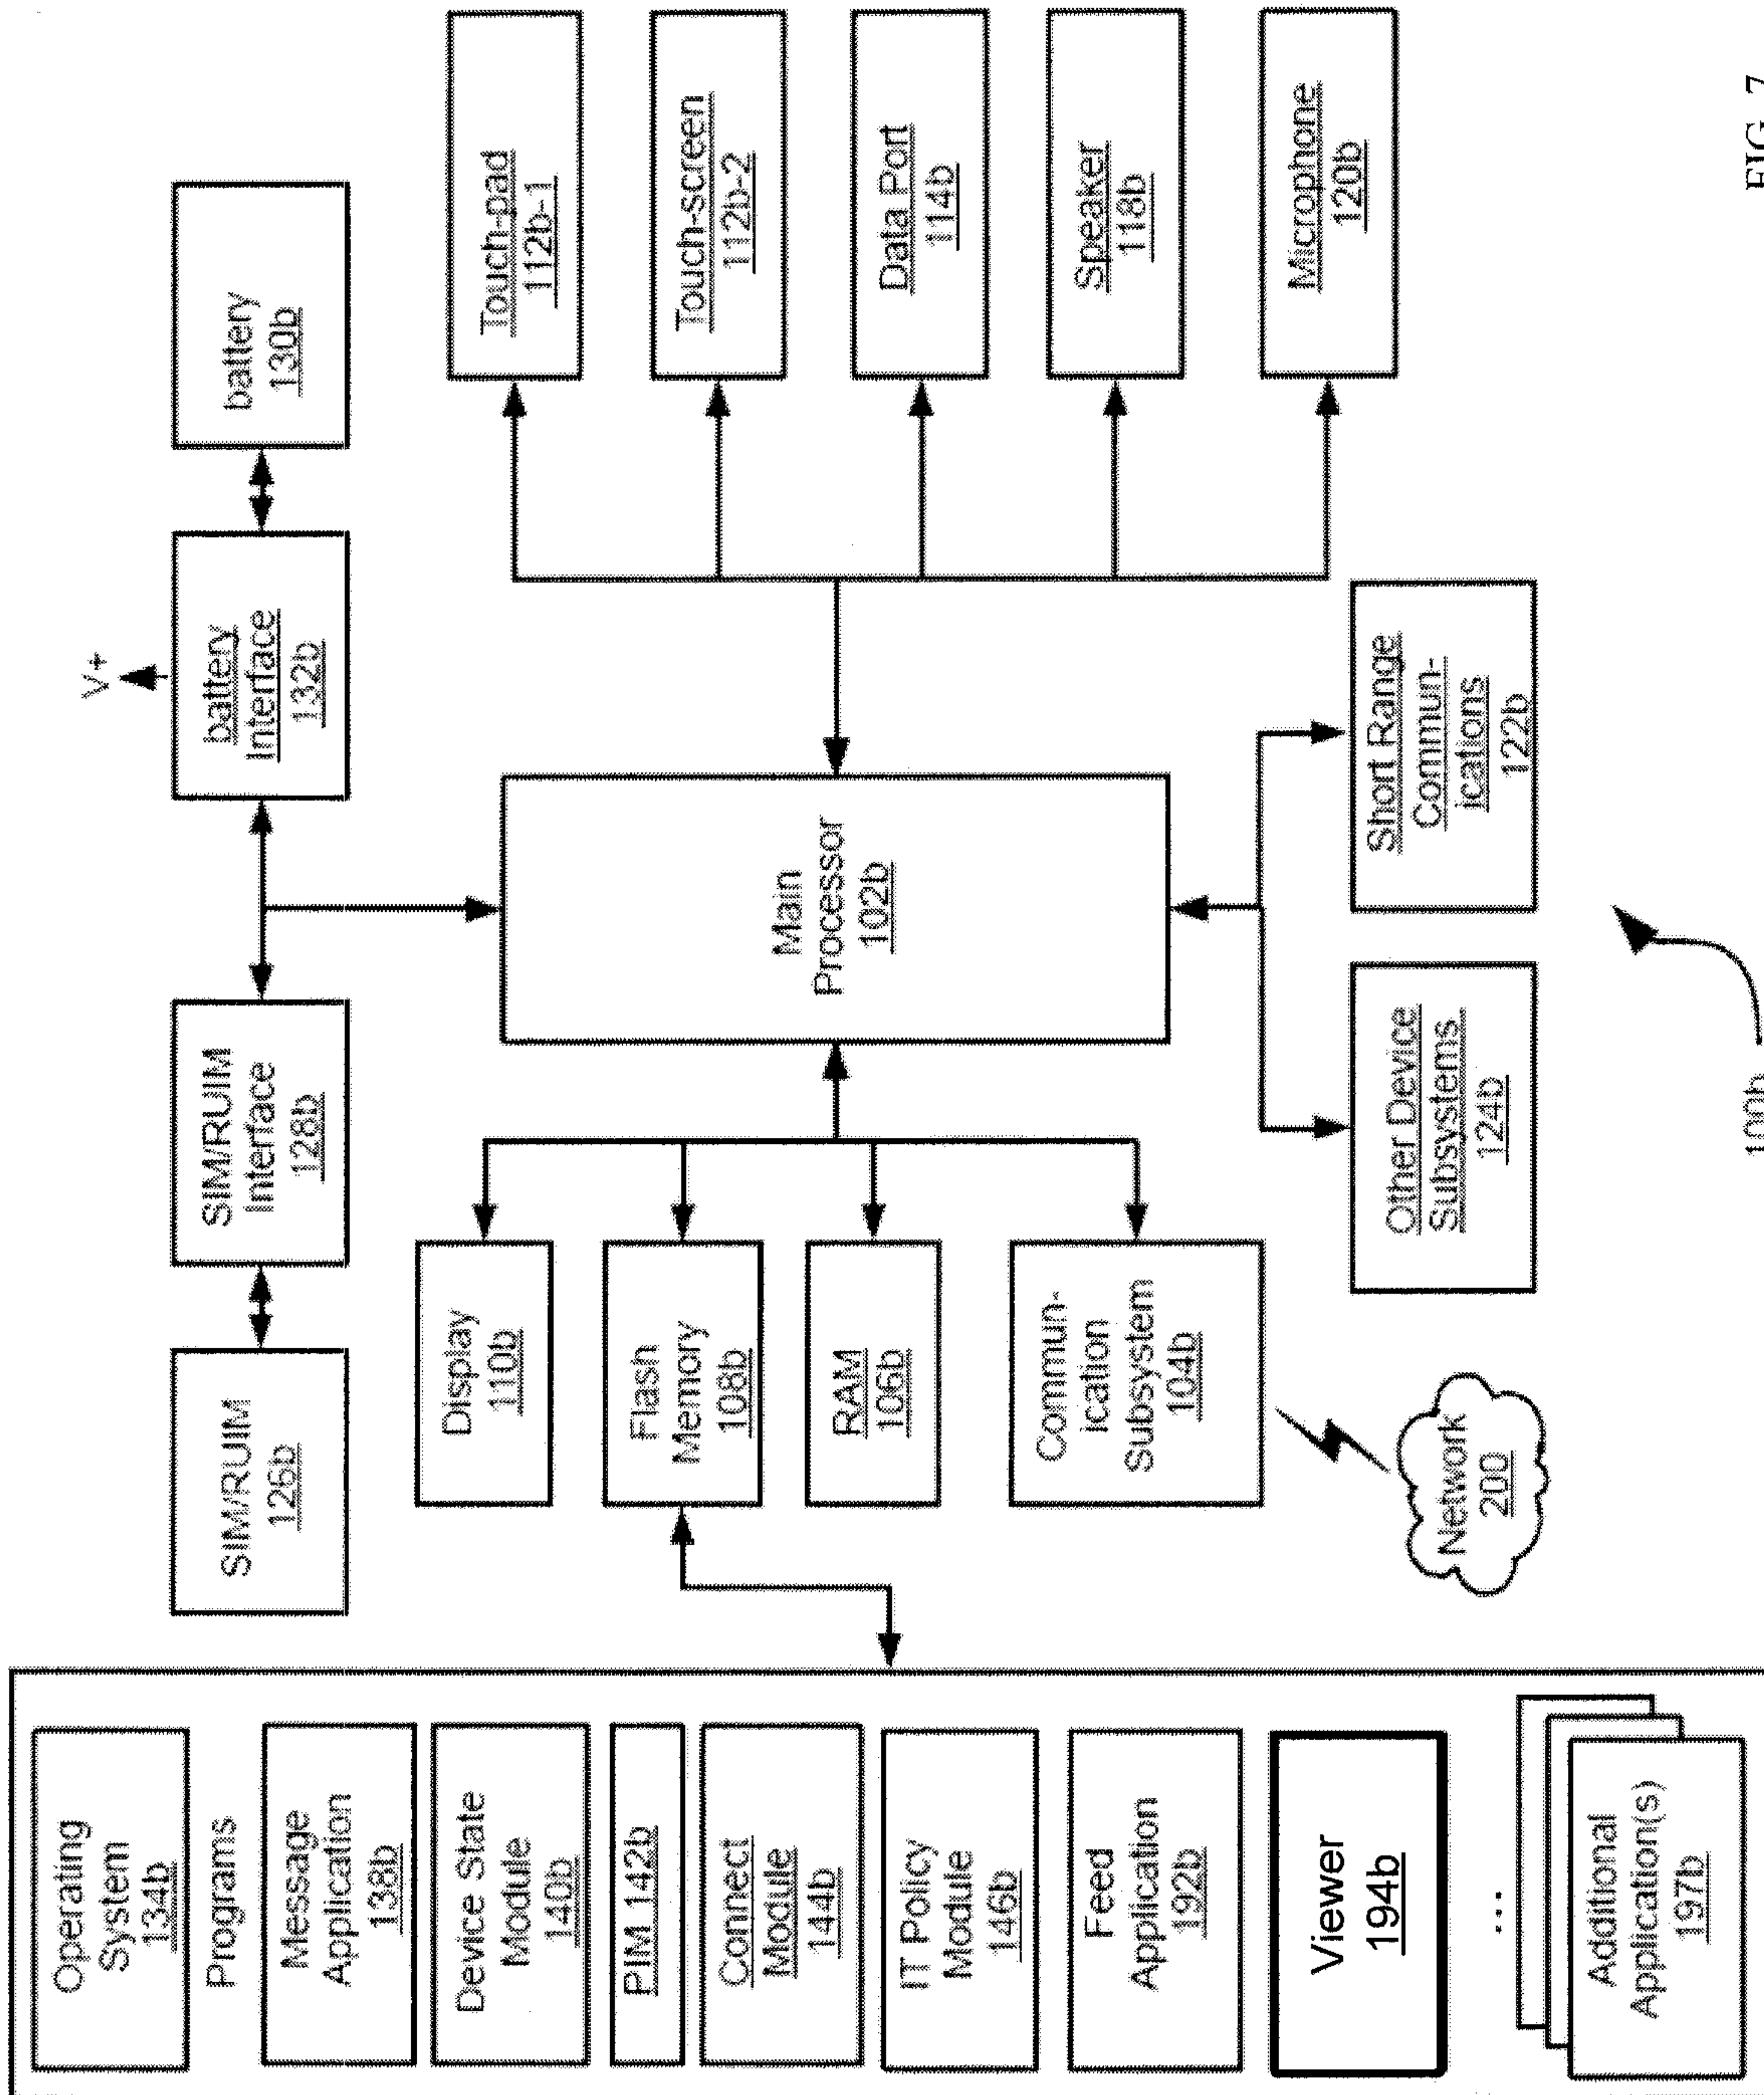 Operating
System
134b
Programs
Message
Application
138b
Device State
Module
140b
PIM 142b
Connect
Module
144b
IT Policy
Module
146b
Feed
Application
192b
Viewer
194b
...
Additional
Application(s)
197b
SIM/RUIM
126b
SIM/RUIM
Interface
128b
V+
battery
Interface
132b
battery
130b
Display
110b
Flash
Memory
108b
RAM
106b
Commun-
ication
Subsystem
104b
Network
200
Main
Processor
102b
Touch-pad
112b-1
Touch-screen
112b-2
Data Port
114b
Speaker
118b
Microphone
120b
Other Device
Subsystems
124b
Short Range
Commun-
ications
122b
100b
FIG. 7